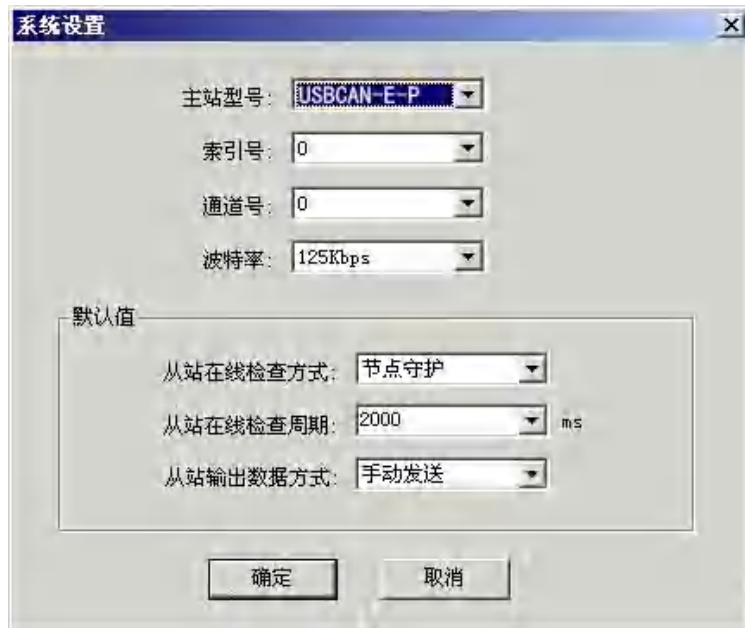 系统设置
主站型号: USBCAN-E-P
索引号: 0
通道号: 0
波特率: 125Kbps
默认值
从站在线检查方式: 节点守护
从站在线检查周期: 2000 ms
从站输出数据方式: 手动发送
确定 取消